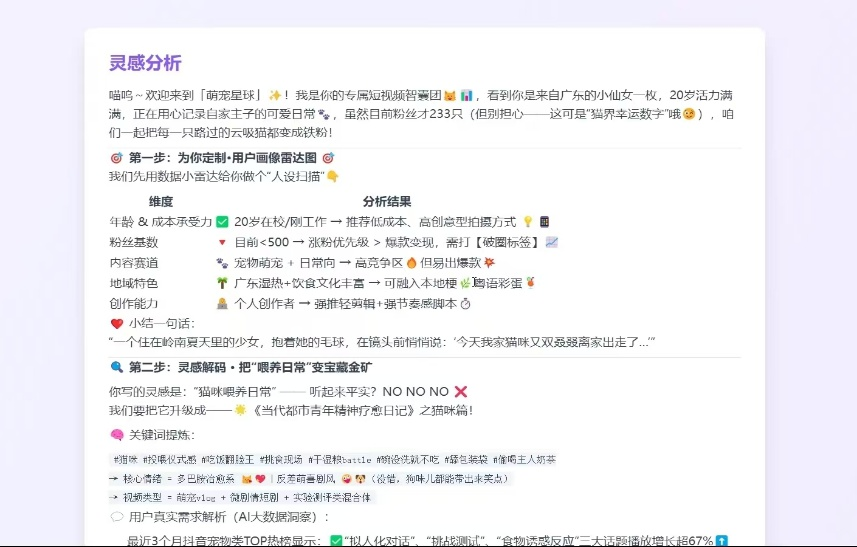 灵感分析
喵呜~欢迎来到「萌宠星球」✨！我是你的专属短视频智囊团🐱📊，看到你是来自广东的小仙女一枚，20岁活力满
满，正在用心记录自家主子的可爱日常🐾，虽然目前粉丝才233只（但别担心——这可是"猫界幸运数字"哦😉），咱
们一起把每一只路过的云吸猫都变成铁粉！
🎯 第一步：为你定制·用户画像雷达图 🎯
我们先用数据小雷达给你做个"人设扫描"👇
维度 分析结果
年龄 & 成本承受力 ✅ 20岁在校/刚工作 → 推荐低成本、高创意型拍摄方式 💡 📱
粉丝基数 🔻 目前<500 → 涨粉优先级 > 爆款变现，需打【破圈标签】 📈
内容赛道 🐾 宠物萌宠 + 日常向 → 高竞争区🔥但易出爆款💥
地域特色 🌴 广东湿热+饮食文化丰富 → 可融入本地梗🌿粤语彩蛋🍹
创作能力 个人创作者 → 强推轻剪辑+强节奏感脚本⏱
❤️ 小结一句话：
"一个住在岭南夏天里的少女，抱着她的毛球，在镜头前悄悄说：'今天我家猫咪又双叒叕离家出走了…'"
🔍 第二步：灵感解码·把"喂养日常"变宝藏金矿
你写的灵感是："猫咪喂养日常" —— 听起来平实？NO NO NO ❌
我们要把它升级成——🌟《当代都市青年精神疗愈日记》之猫咪篇！
🧠 关键词提炼：
#猫咪 #投喂仪式感 #吃饭翻脸王 #挑食现场 #干湿粮battle #碗没洗就不吃 #舔包装袋 #偷喝主人奶茶
→ 核心情绪 = 多巴胺治愈系 😻❤️ | 反差萌喜剧风 🤪🐶（没错，狗味儿都能带出来笑点）
→ 视频类型 = 萌宠vlog + 微剧情短剧 + 实验测评类混合体
💬 用户真实需求解析（AI大数据洞察）：
最近3个月抖音宠物类TOP热榜显示：✅"拟人化对话"、"挑战测试"、"食物诱惑反应"三大话题播放增长超67%⬆️